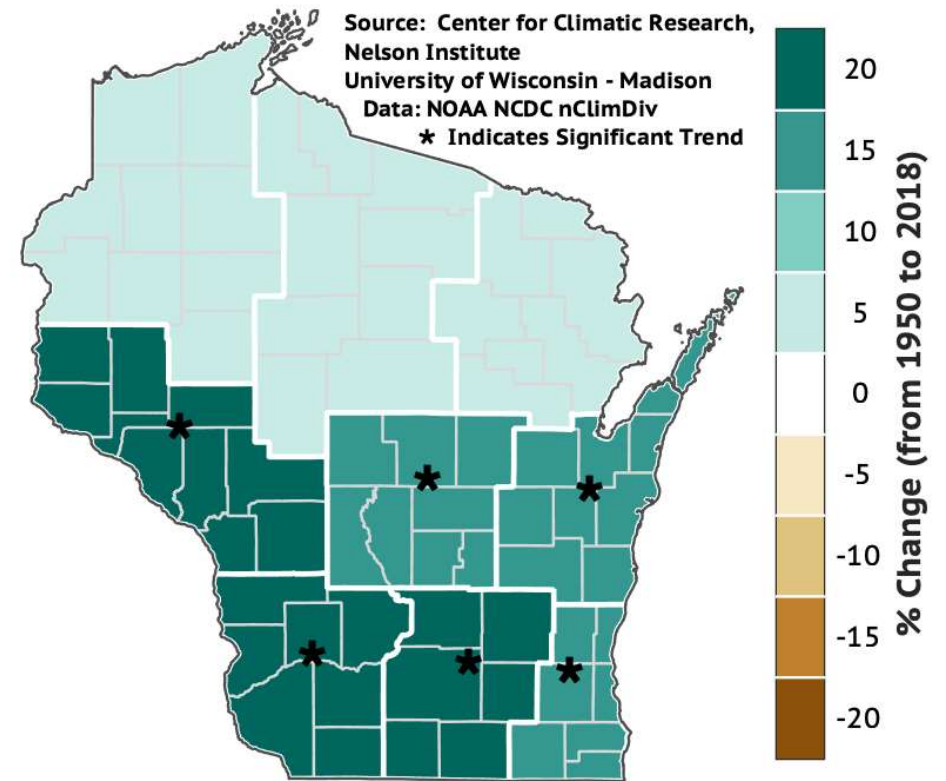 Source: Center for Climatic Research,
Nelson Institute
University of Wisconsin - Madison
Data: NOAA NCDC nClimDiv
* Indicates Significant Trend
20
15
10
5
0
-5
-10
-15
-20
% Change (from 1950 to 2018)